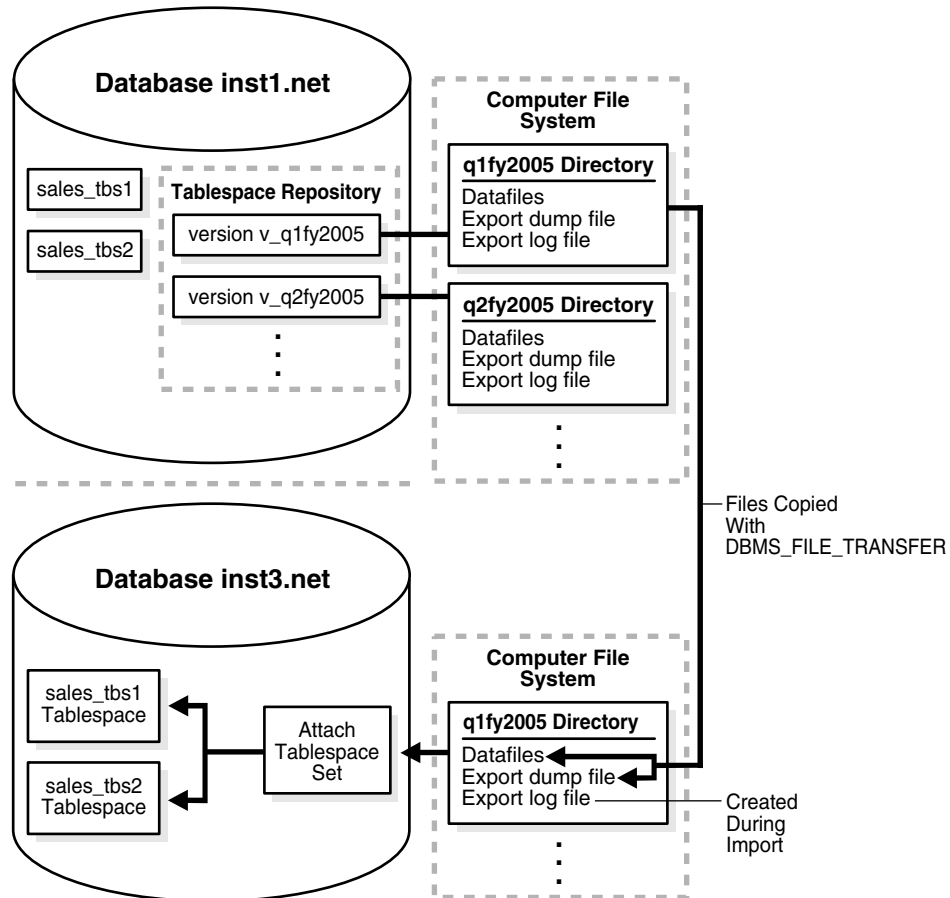 Database inst1.net
sales_tbs1
sales_tbs2
Tablespace Repository
version v_q1fy2005
version v_q2fy2005
Computer File
System
q1fy2005 Directory
Datafiles
Export dump file
Export log file
q2fy2005 Directory
Datafiles
Export dump file
Export log file
Files Copied
With
DBMS_FILE_TRANSFER
Database inst3.net
sales_tbs1
Tablespace
sales_tbs2
Tablespace
Attach
Tablespace
Set
Computer File
System
q1fy2005 Directory
Datafiles
Export dump file
Export log file
Created
During
Import